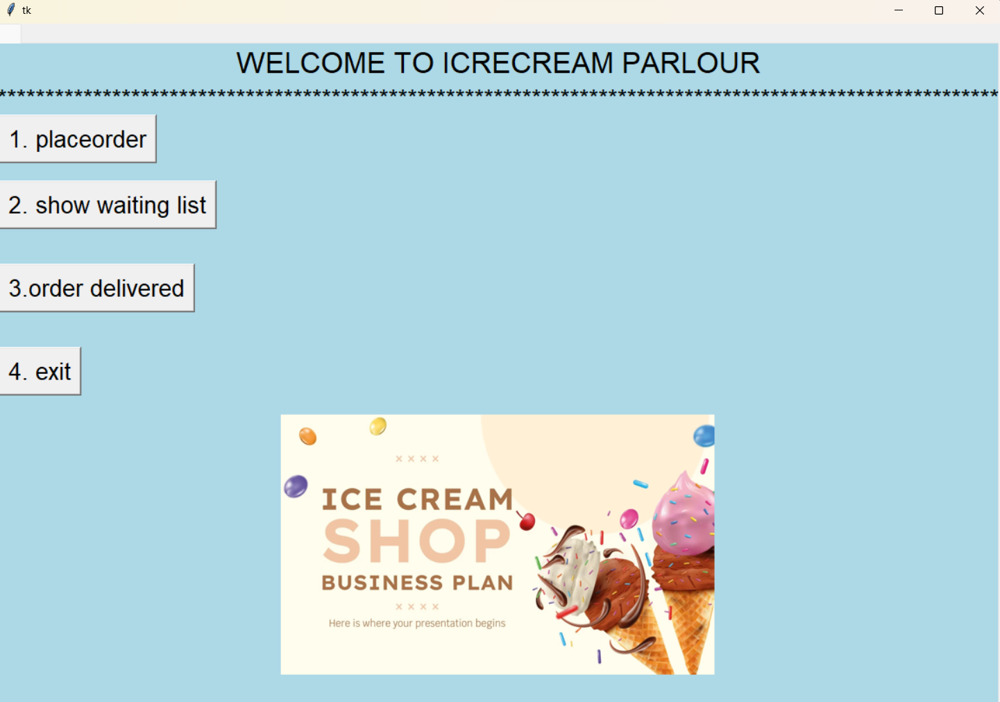 tk
WELCOME TO ICRECREAM PARLOUR
*********************************************************************************************************
1. placeorder
2. show waiting list
3.order delivered
4. exit
x x x x
ICE CREAM
SHOP
BUSINESS PLAN
x x x x
Here is where your presentation begins